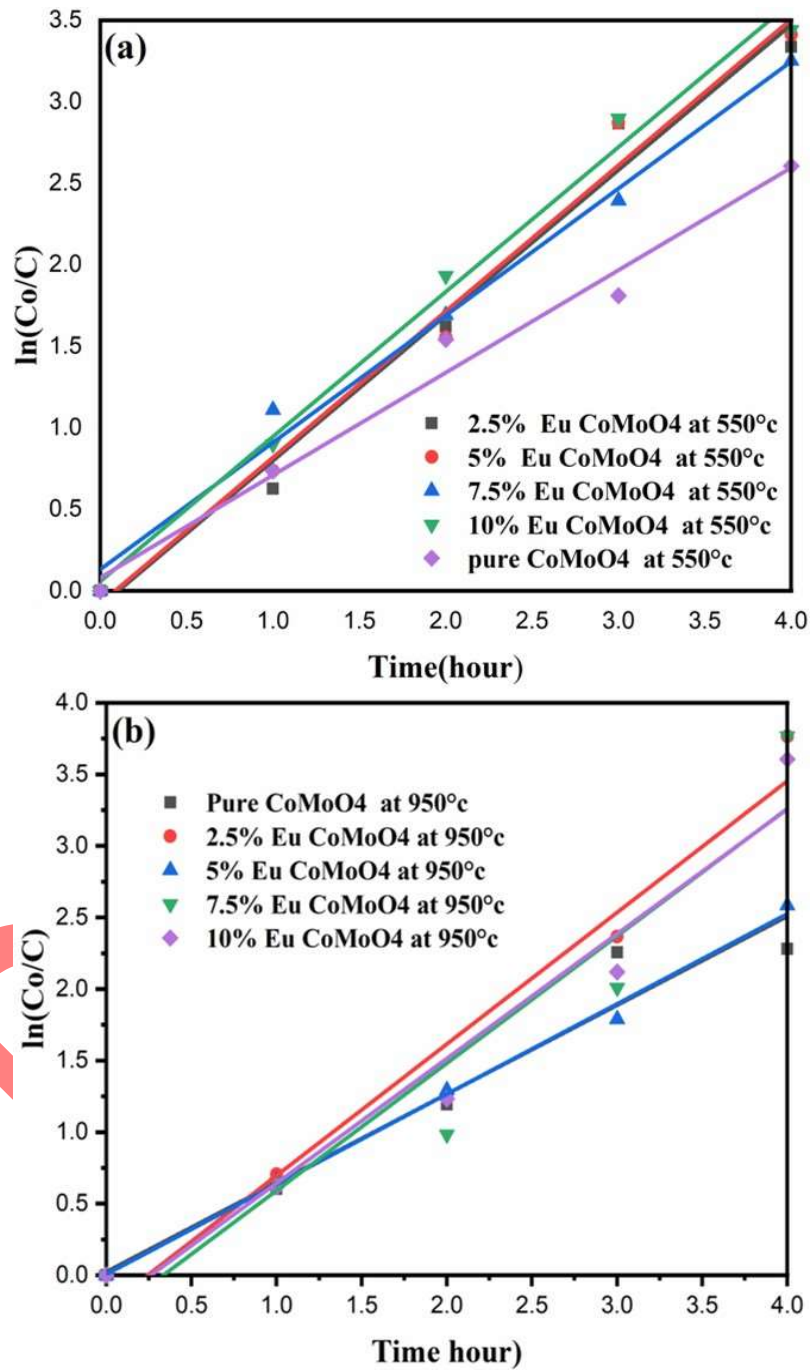 (a)
3.5
3.0
2.5
2.0
1.5
1.0
0.5
0.0
ln(Co/C)
2.5%  Eu CoMoO4 at 550°c
5%  Eu CoMoO4  at 550°c
7.5% Eu CoMoO4  at 550°c
10% Eu CoMoO4  at 550°c
pure CoMoO4  at 550°c
0.0 0.5 1.0 1.5 2.0 2.5 3.0 3.5 4.0
Time(hour)
(b)
4.0
3.5
3.0
2.5
2.0
1.5
1.0
0.5
0.0
ln(Co/C)
Pure CoMoO4  at 950°c
2.5% Eu CoMoO4 at 950°c
5% Eu CoMoO4 at 950°c
7.5% Eu CoMoO4 at 950°c
10% Eu CoMoO4 at 950°c
0.0 0.5 1.0 1.5 2.0 2.5 3.0 3.5 4.0
Time hour)